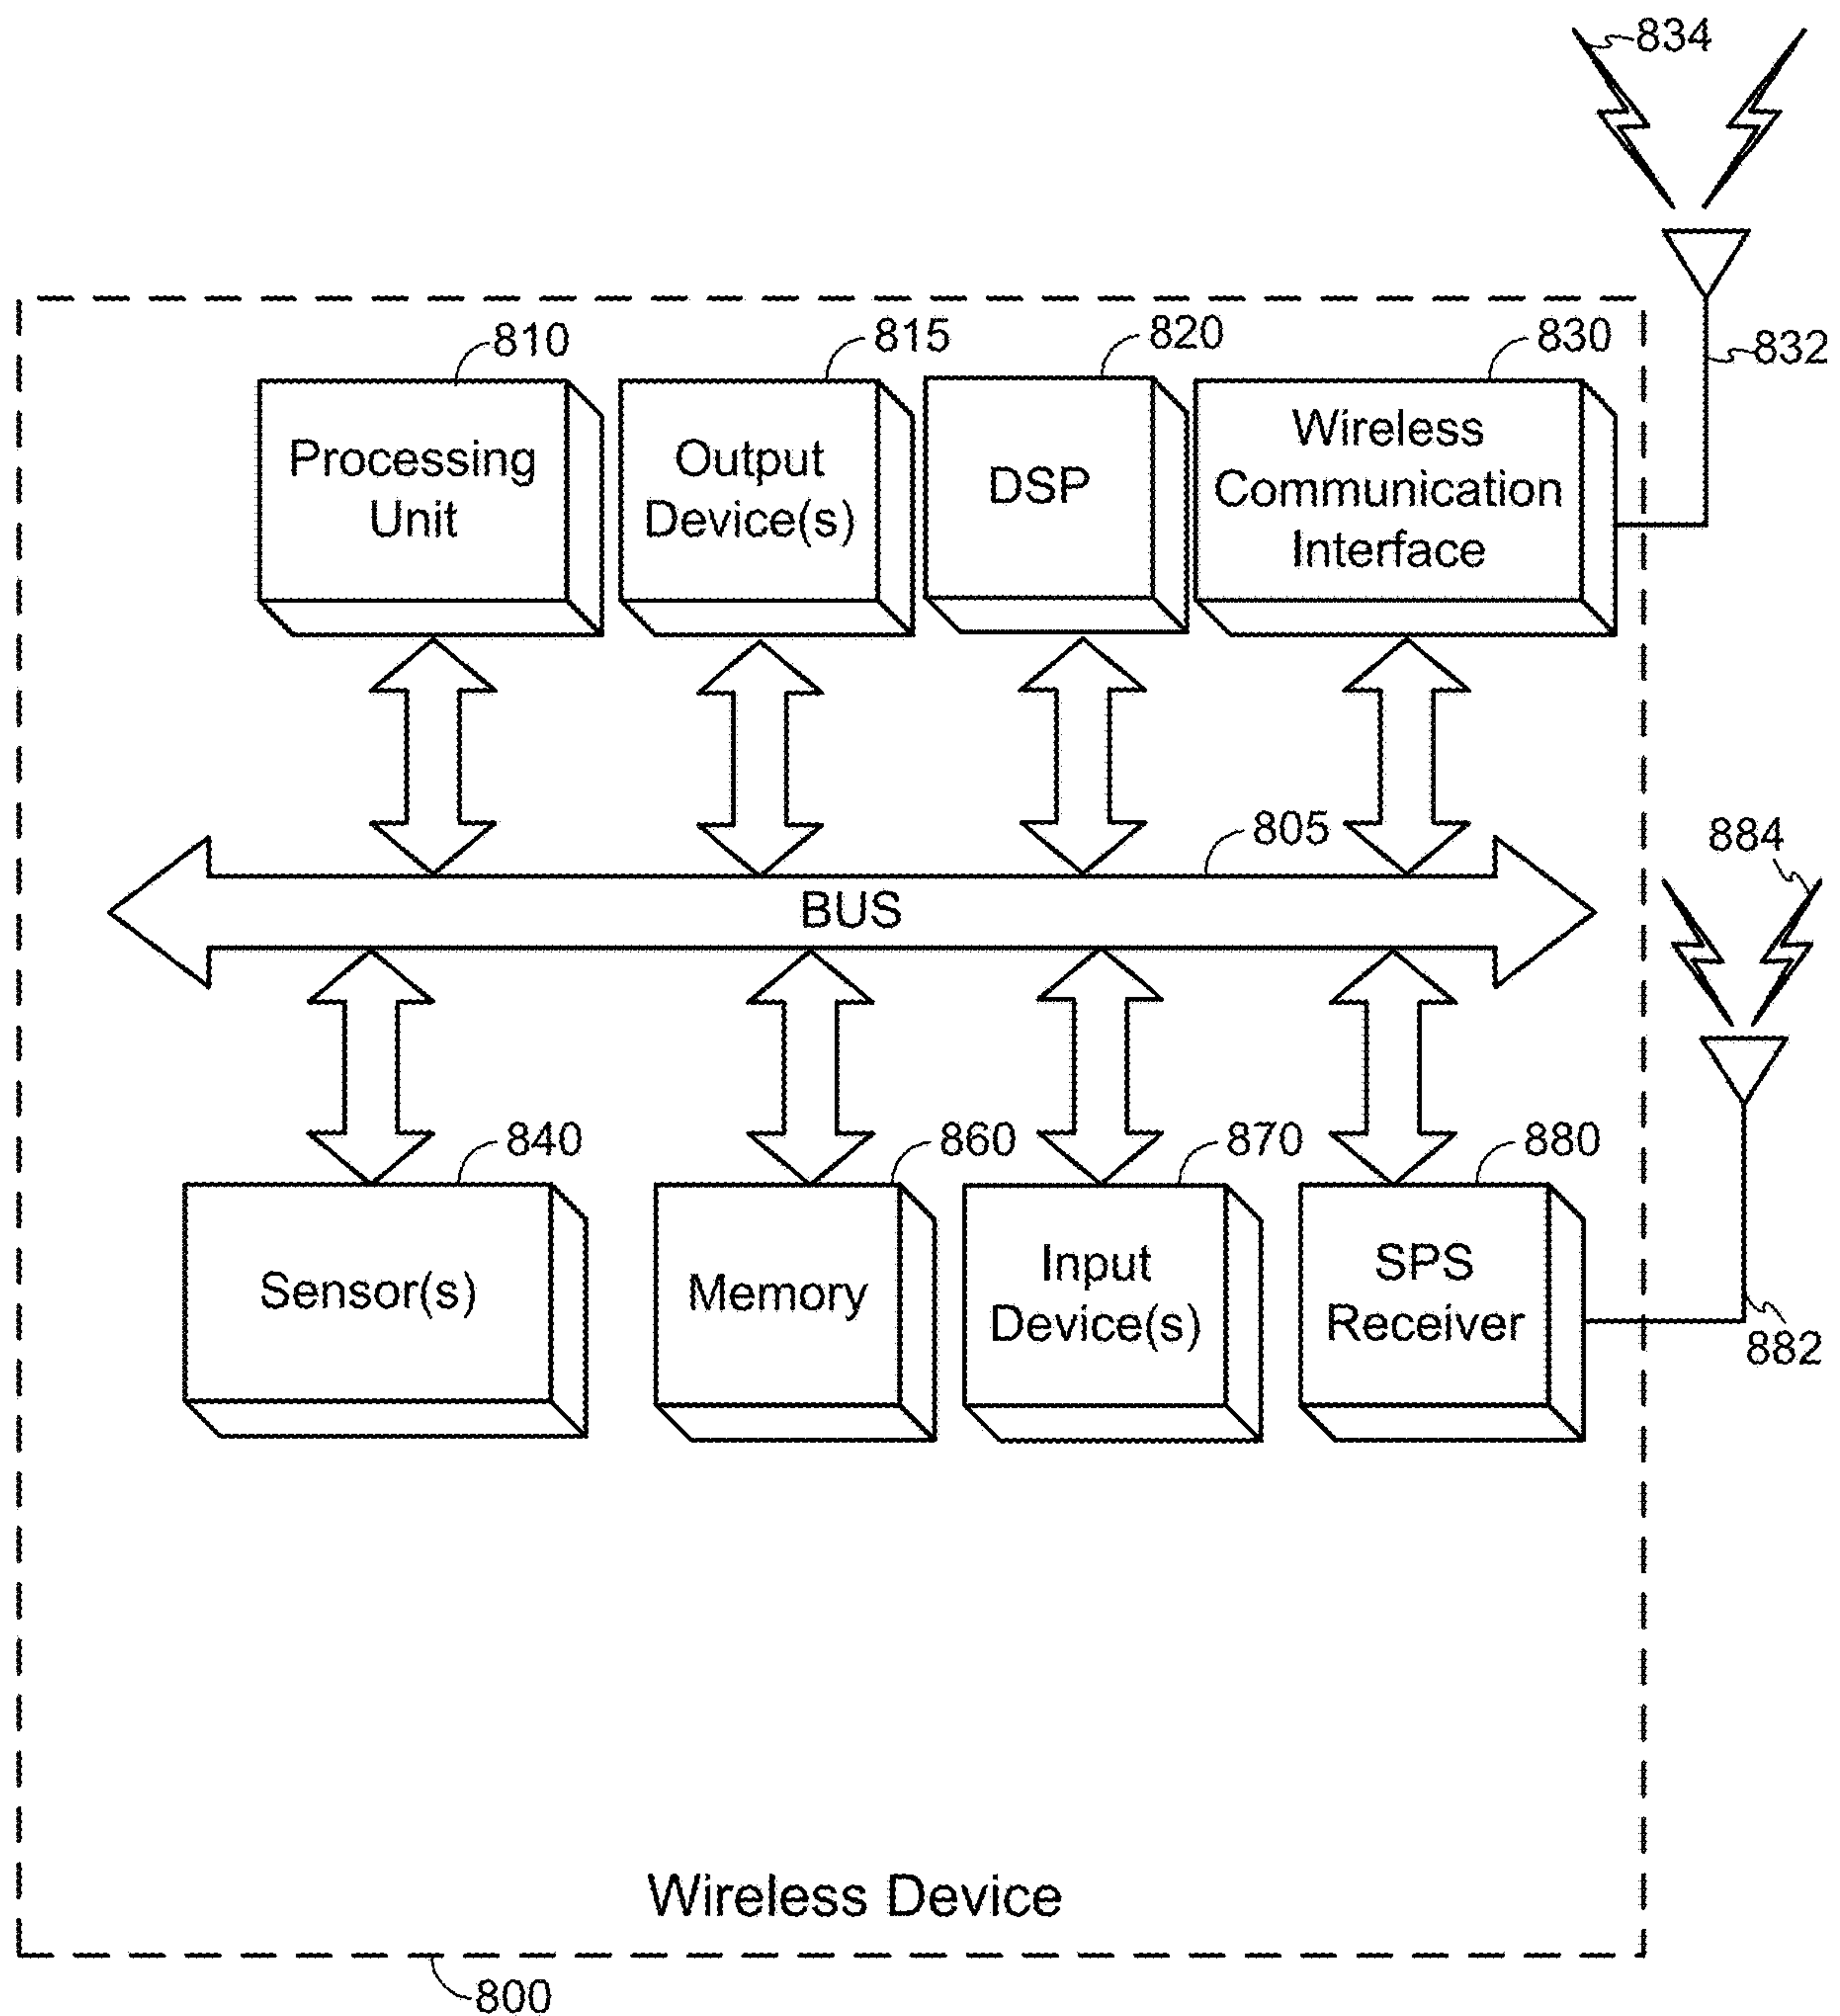 834
832
810
815
820
830
Processing
Unit
Output
Device(s)
DSP
Wireless
Communication
Interface
805
BUS
884
840
860
870
880
Sensor(s)
Memory
Input
Device(s)
SPS
Receiver
882
Wireless Device
800